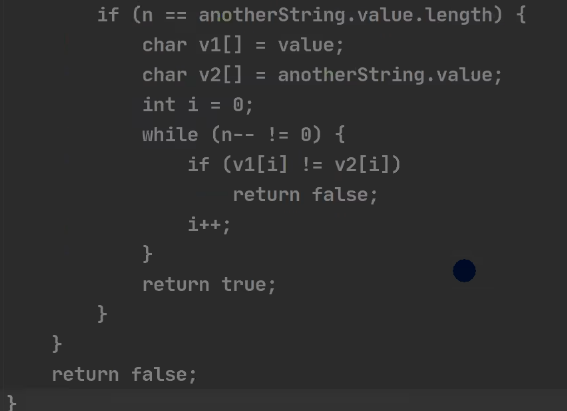 if (n == anotherString.value.length) {
char v1[] = value;
char v2[] = anotherString.value;
int i = 0;
while (n-- != 0) {
if (v1[i] != v2[i])
return false;
i++;
}
return true;
}
}
return false;
}